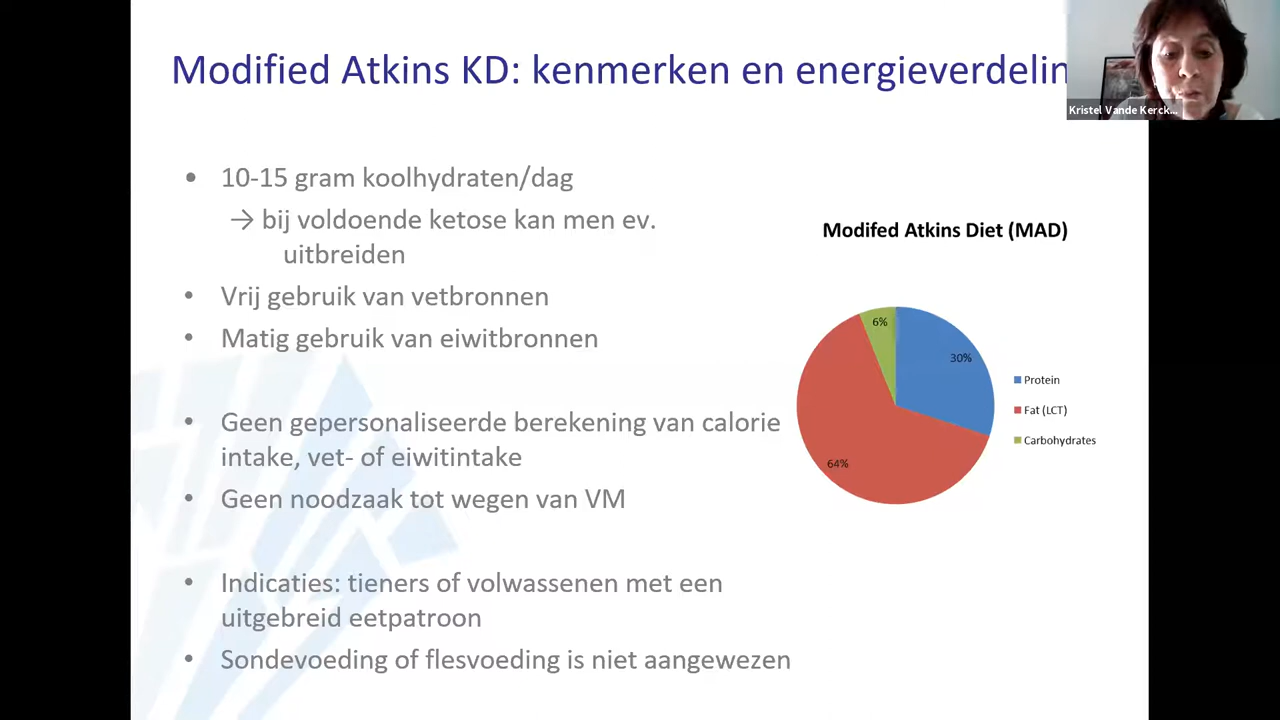 Modified Atkins KD: kenmerken en energieverdelin
Kristel Vande Kerck...
• 10-15 gram koolhydraten/dag
→ bij voldoende ketose kan men ev.
uitbreiden
• Vrij gebruik van vetbronnen
• Matig gebruik van eiwitbronnen
• Geen gepersonaliseerde berekening van calorie
intake, vet- of eiwitintake
• Geen noodzaak tot wegen van VM
• Indicaties: tieners of volwassenen met een
uitgebreid eetpatroon
• Sondevoeding of flesvoeding is niet aangewezen
Modifed Atkins Diet (MAD)
6%
30%
64%
Protein
Fat (LCT)
Carbohydrates